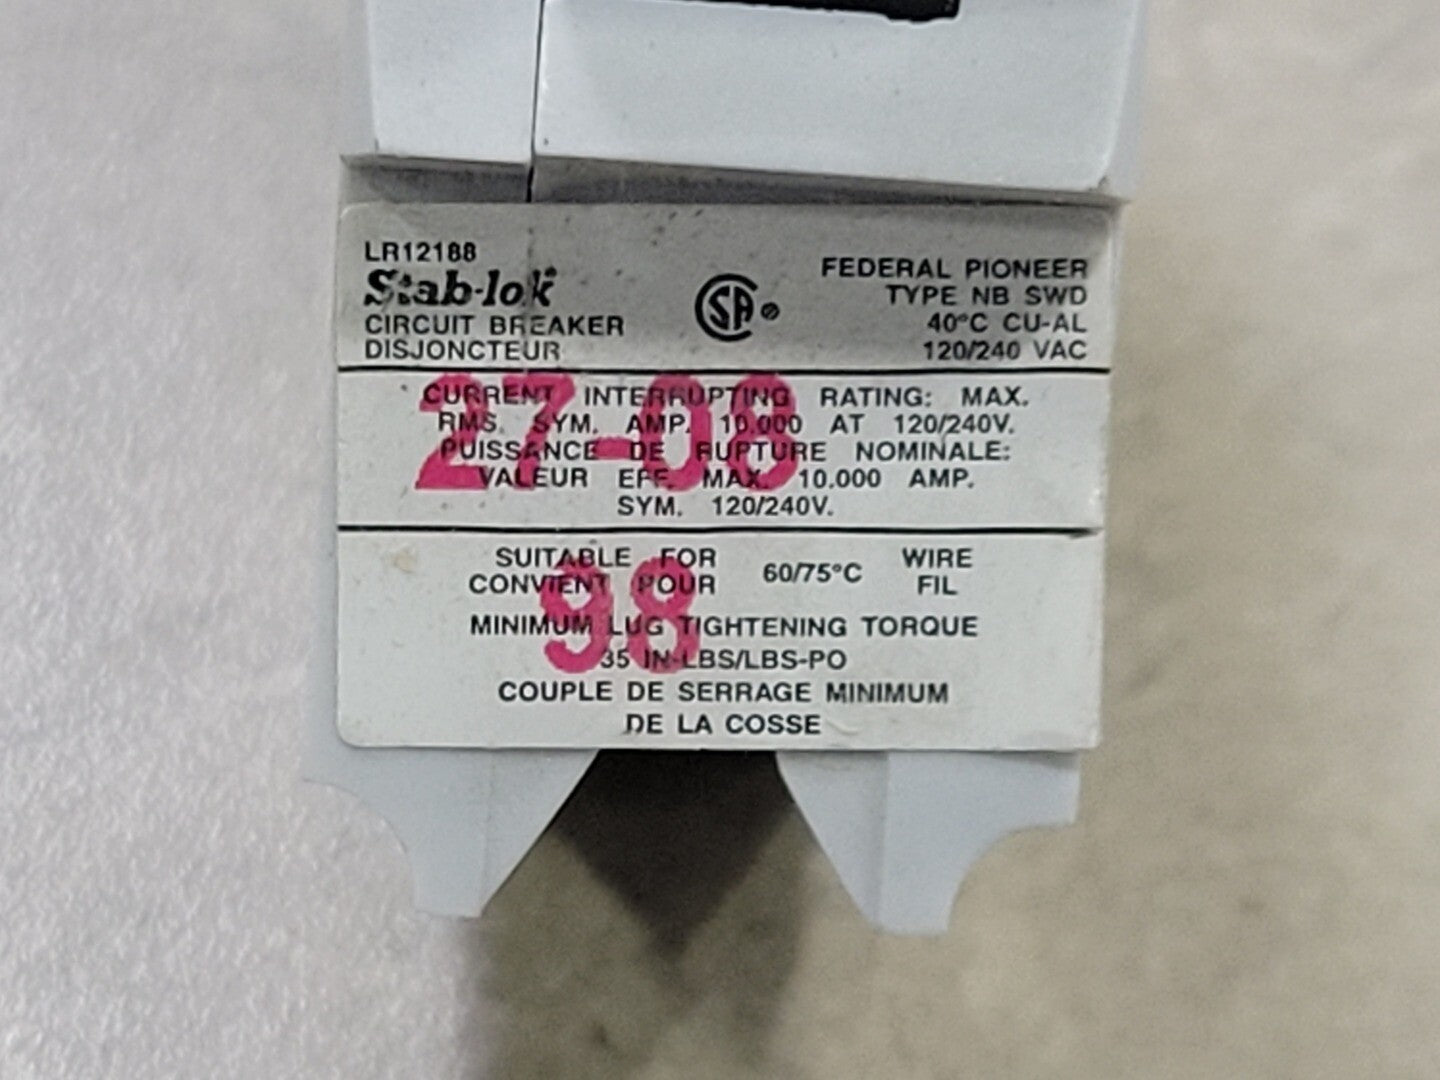 LR12188
Stab-lok
CIRCUIT BREAKER
DISJONCTEUR
SA ®
FEDERAL PIONEER
TYPE NB SWD
40°C CU-AL
120/240 VAC
CURRENT INTERRUPTING RATING: MAX.
RMS. SYM. AMP. 10.000 AT 120/240V.
PUISSANCE DE RUPTURE NOMINALE:
VALEUR EFF. MAX. 10.000 AMP.
SYM. 120/240V.
27-08
SUITABLE FOR 60/75°C WIRE
CONVIENT POUR FIL
98
MINIMUM LUG TIGHTENING TORQUE
35 IN-LBS/LBS-PO
COUPLE DE SERRAGE MINIMUM
DE LA COSSE